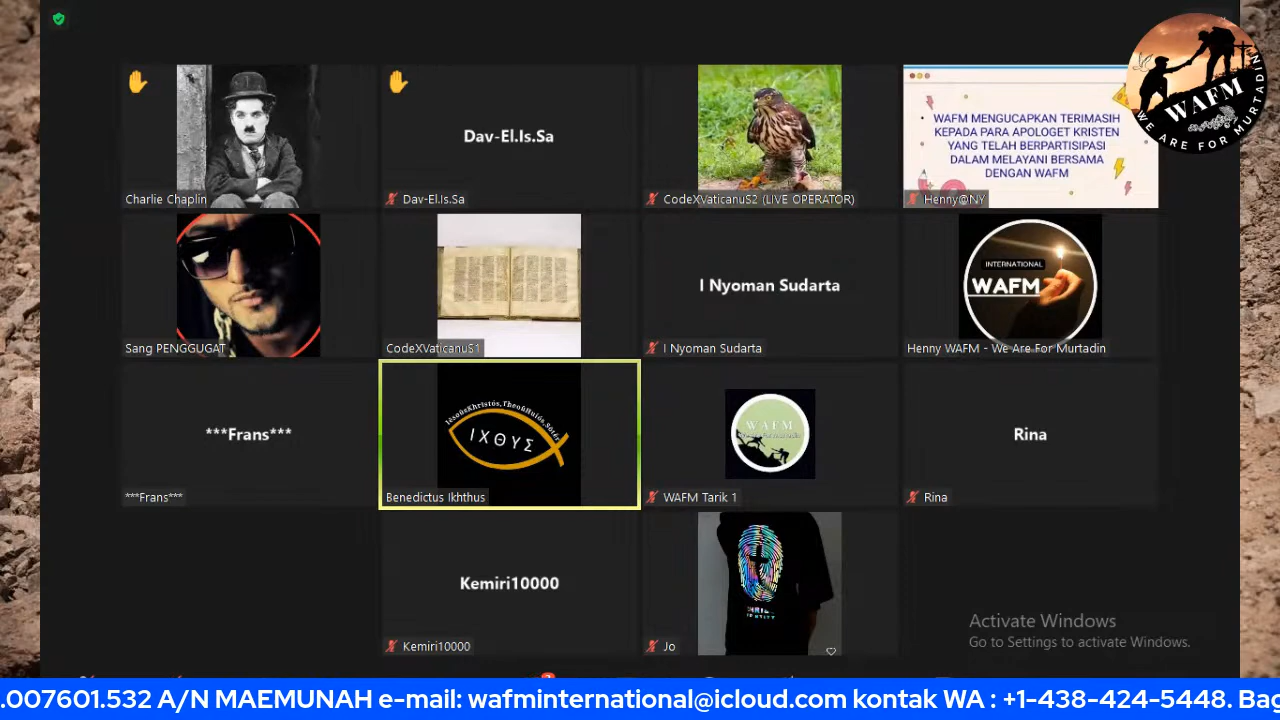 Charlie Chaplin
Dav-El.Is.Sa
Dav-El.Is.Sa
CodeXVaticanuS2 (LIVE OPERATOR)
WAFM MENGUCAPKAN TERIMASIH
KEPADA PARA APOLOGET KRISTEN
YANG TELAH BERPARTISIPASI
DALAM MELAYANI BERSAMA
DENGAN WAFM
Henny@NY
WAFM
WE ARE FOR MURTADIN
Sang PENGGUGAT
CodeXVaticanuS1
I Nyoman Sudarta
I Nyoman Sudarta
INTERNATIONAL
WAFM
Henny WAFM - We Are For Murtadin
***Frans***
***Frans***
IésoûsKhristós,TheoûHuiós,Sōtér
ΙΧΘΥΣ
Benedictus Ikhthus
WAFM
WAFM Tarik 1
Rina
Rina
Kemiri10000
Kemiri10000
Jo
Activate Windows
Go to Settings to activate Windows.
.007601.532 A/N MAEMUNAH e-mail: wafminternational@icloud.com kontak WA : +1-438-424-5448. Bag